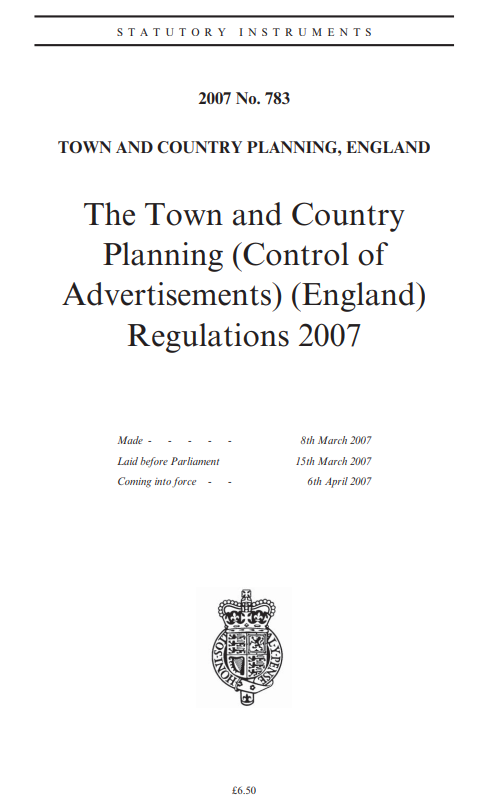 STATUTORY INSTRUMENTS
2007 No. 783
TOWN AND COUNTRY PLANNING, ENGLAND
The Town and Country
Planning (Control of
Advertisements) (England)
Regulations 2007
Made - - - - - 8th March 2007
Laid before Parliament 15th March 2007
Coming into force - - 6th April 2007
HONI·SOIT
AL·Y·PENSE
£6.50